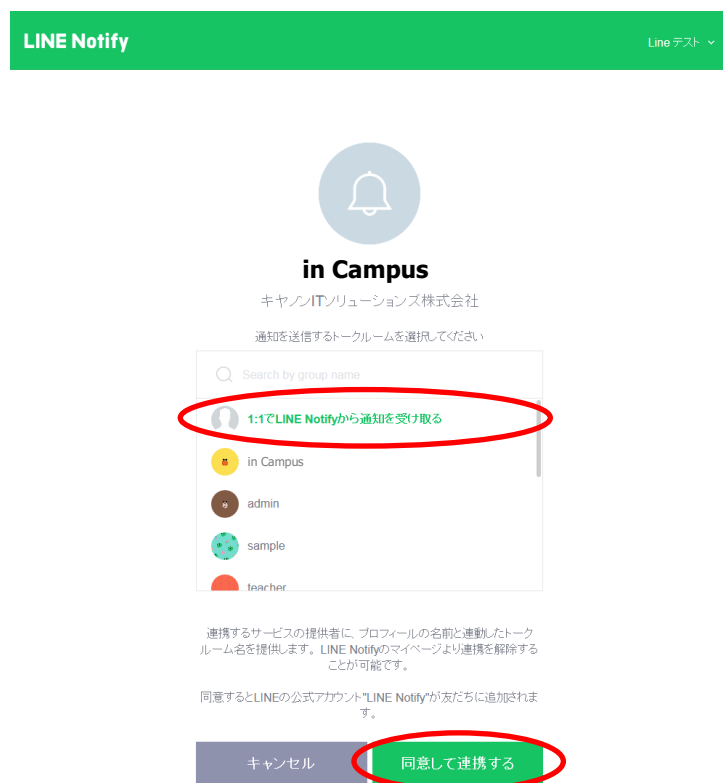 LINE Notify
Line テスト
in Campus
キヤノンITソリューションズ株式会社
通知を送信するトークルームを選択してください
Search by group name
1:1でLINE Notifyから通知を受け取る
in Campus
admin
sample
teacher
連携するサービスの提供者に、プロフィールの名前と連動したトーク
ルーム名を提供します。LINE Notifyのマイページより連携を解除する
ことが可能です。
同意するとLINEの公式アカウント"LINE Notify"が友だちに追加されま
す。
キャンセル
同意して連携する